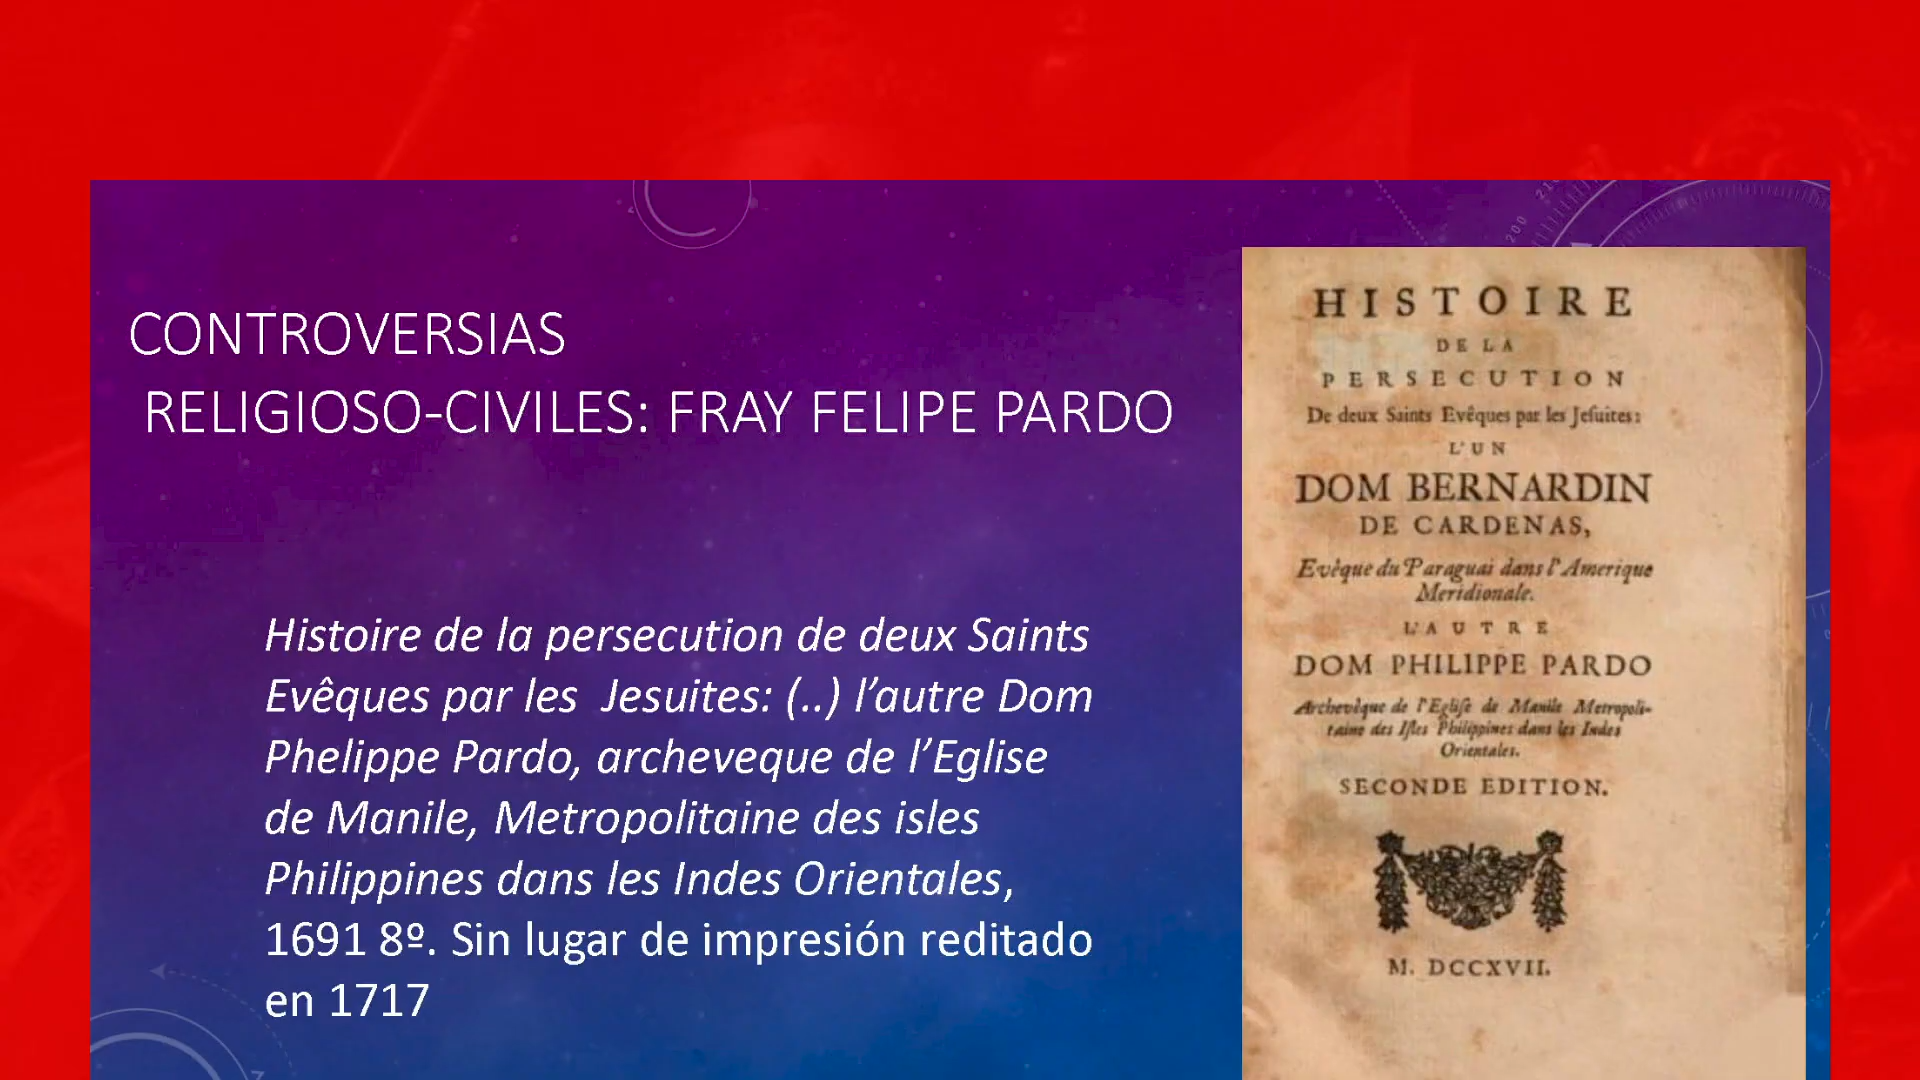 CONTROVERSIAS
RELIGIOSO-CIVILES: FRAY FELIPE PARDO
Histoire de la persecution de deux Saints
Evêques par les Jesuites: (..) l’autre Dom
Phelippe Pardo, archeveque de l’Eglise
de Manile, Metropolitaine des isles
Philippines dans les Indes Orientales,
1691 8º. Sin lugar de impresión reditado
en 1717
HISTOIRE
DE LA
PERSECUTION
De deux Saints Evêques par les Jesuites:
L'UN
DOM BERNARDIN
DE CARDENAS,
Evêque du Paraguai dans l'Amerique
Meridionale.
L'AUTRE
DOM PHILIPPE PARDO
Archevêque de l'Eglise de Manile Metropoli-
taine des Isles Philippines dans les Indes
Orientales.
SECONDE EDITION.
M. DCCXVII.
200